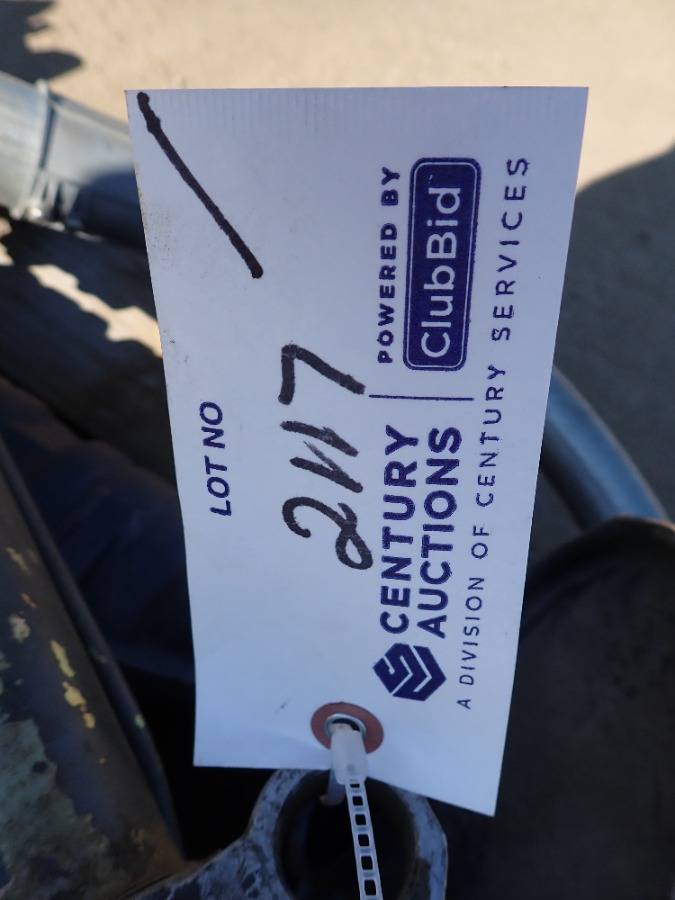 LOT NO
2117
CENTURY AUCTIONS
POWERED BY
ClubBid
A DIVISION OF CENTURY SERVICES